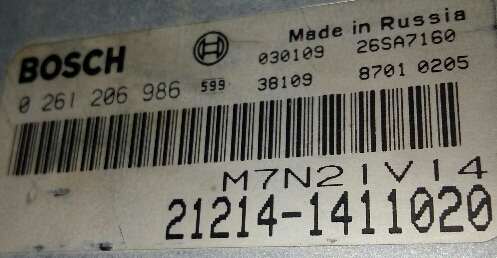 Made in Russia
BOSCH 030109 26SA7160
0 261 206 986 599 38109 8701 0205
M7N21V14
21214-1411020